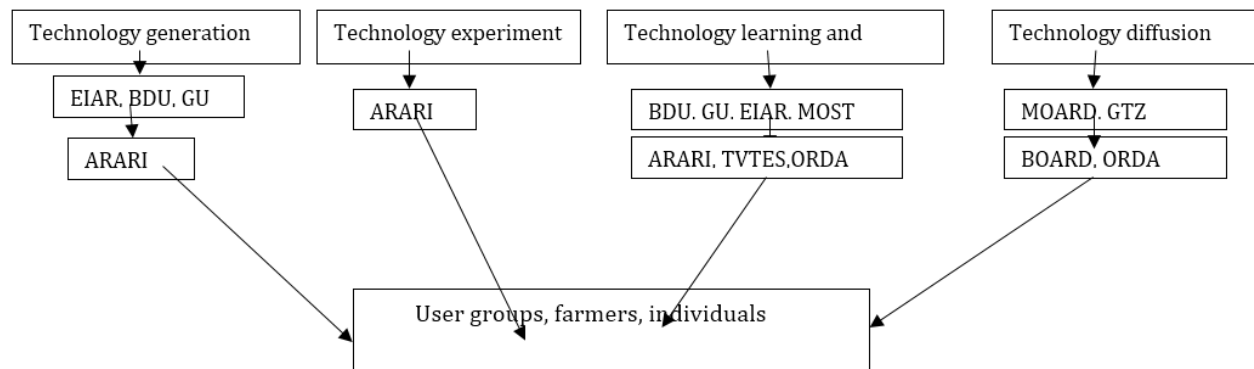 Technology generation
Technology experiment
Technology learning and
Technology diffusion
EIAR, BDU, GU
ARARI
BDU. GU. EIAR. MOST
MOARD. GTZ
ARARI
ARARI, TVTES,ORDA
BOARD, ORDA
User groups, farmers, individuals